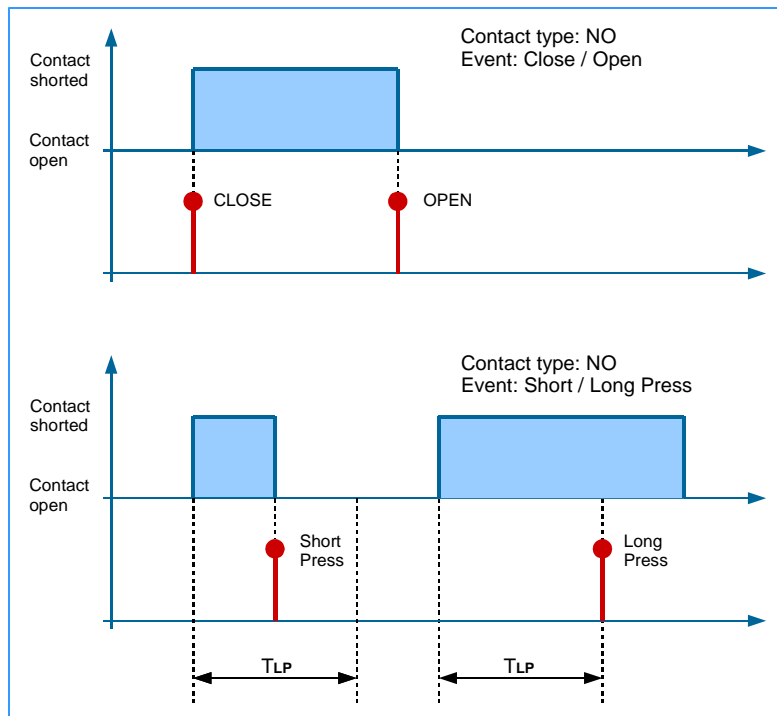 Contact type: NO
Event: Close / Open
Contact
shorted
Contact
open
CLOSE
OPEN
Contact type: NO
Event: Short / Long Press
Contact
shorted
Contact
open
Short
Press
Long
Press
TLP
TLP